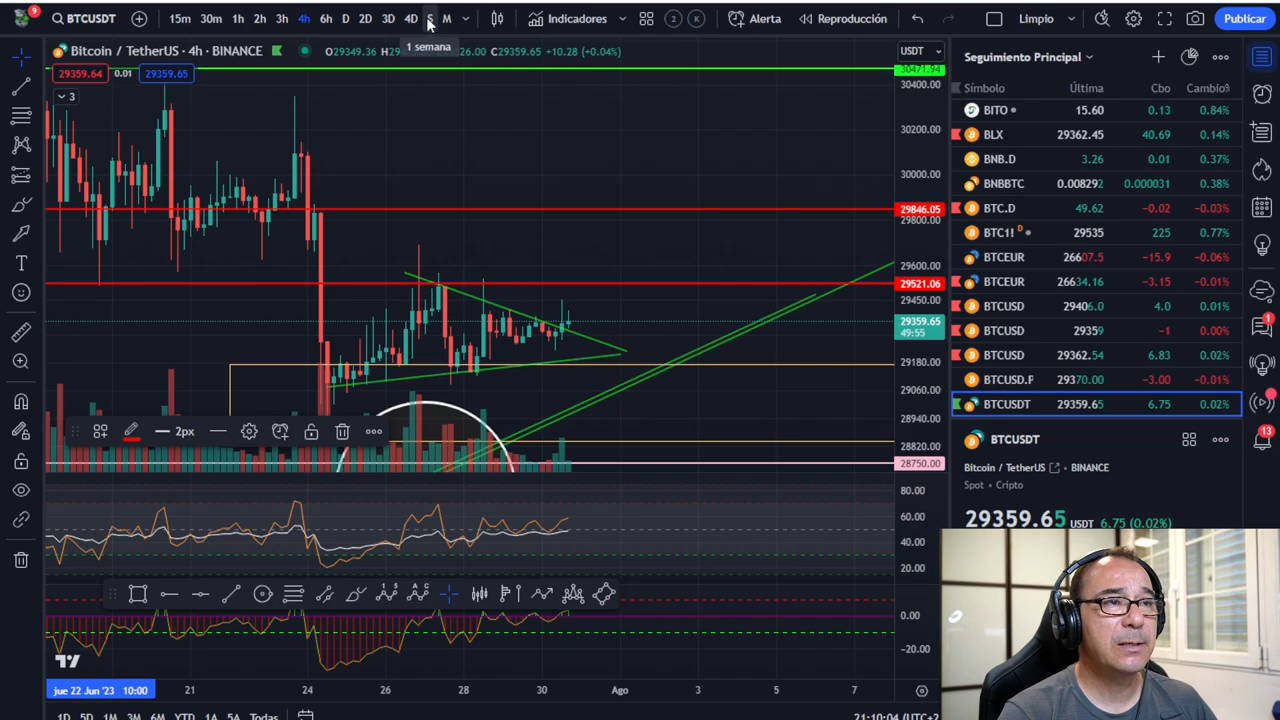 9
BTCUSDT
15m 30m 1h 2h 3h 4h 6h D 2D 3D 4D S M
Indicadores
2 K
Alerta
Reproducción
Limpio
Publicar
1 semana
Bitcoin / TetherUS · 4h · BINANCE
O29349.36 H29 26.00 C29359.65 +10.28 (+0.04%)
USDT
29359.64 0.01 29359.65
3
30471.94
30400.00
30200.00
30000.00
29846.05
29800.00
29600.00
29521.06
29450.00
29359.65
49:55
29180.00
29060.00
28940.00
28820.00
28750.00
80.00
60.00
40.00
20.00
0.00
−20.00
2px
jue 22 Jun '23 10:00
21 24 26 28 30 Ago 3 5 7
1D 5D 1M 3M 6M YTD 1A 5A Todas
21:10:04 (UTC+2
Seguimiento Principal
Símbolo Última Cbo Cambio%
BITO 15.60 0.13 0.84%
BLX 29362.45 40.69 0.14%
BNB.D 3.26 0.01 0.37%
BNBBTC 0.008292 0.000031 0.38%
BTC.D 49.62 −0.02 −0.03%
BTC1! D 29535 225 0.77%
BTCEUR 26607.5 −15.9 −0.06%
BTCEUR 26634.16 −3.15 −0.01%
BTCUSD 29406.0 4.0 0.01%
BTCUSD 29359 −1 0.00%
BTCUSD 29362.54 6.83 0.02%
BTCUSD.P 29370.00 −3.00 −0.01%
BTCUSDT 29359.65 6.75 0.02%
BTCUSDT
Bitcoin / TetherUS · BINANCE
Spot · Cripto
29359.65 USDT 6.75 (0.02%)
1
13